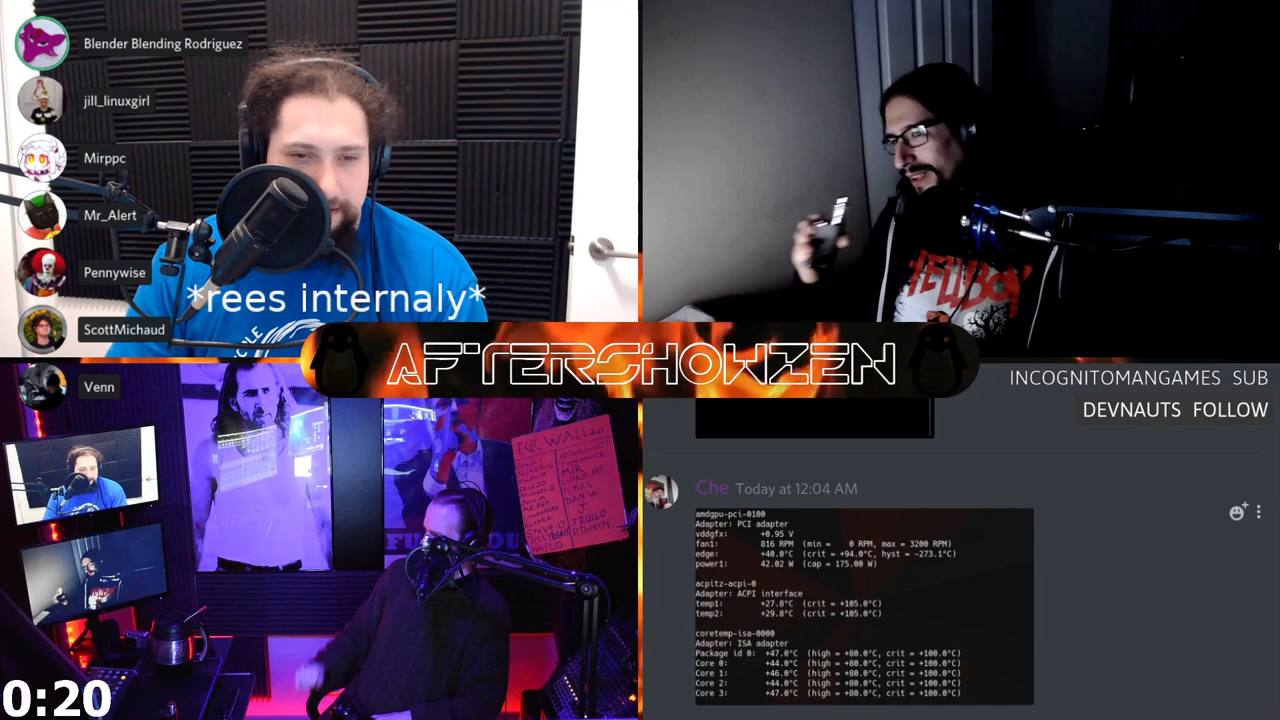 Blender Blending Rodriguez
jill_linuxgirl
Mirppc
Mr_Alert
Pennywise
*rees internaly*
ScottMichaud
HELLBOY
AFTERSHOWZEN
Venn
INCOGNITOMANGAMES SUB
DEVNAUTS FOLLOW
Che Today at 12:04 AM
amdgpu-pci-0100
Adapter: PCI adapter
vddgfx: +0.95 V
fan1: 816 RPM (min = 0 RPM, max = 3200 RPM)
edge: +40.0°C (crit = +94.0°C, hyst = -273.1°C)
power1: 42.02 W (cap = 175.00 W)
acpitz-acpi-0
Adapter: ACPI interface
temp1: +27.8°C (crit = +105.0°C)
temp2: +29.8°C (crit = +105.0°C)
coretemp-isa-0000
Adapter: ISA adapter
Package id 0: +47.0°C (high = +80.0°C, crit = +100.0°C)
Core 0: +44.0°C (high = +80.0°C, crit = +100.0°C)
Core 1: +46.0°C (high = +80.0°C, crit = +100.0°C)
Core 2: +44.0°C (high = +80.0°C, crit = +100.0°C)
Core 3: +47.0°C (high = +80.0°C, crit = +100.0°C)
0:20